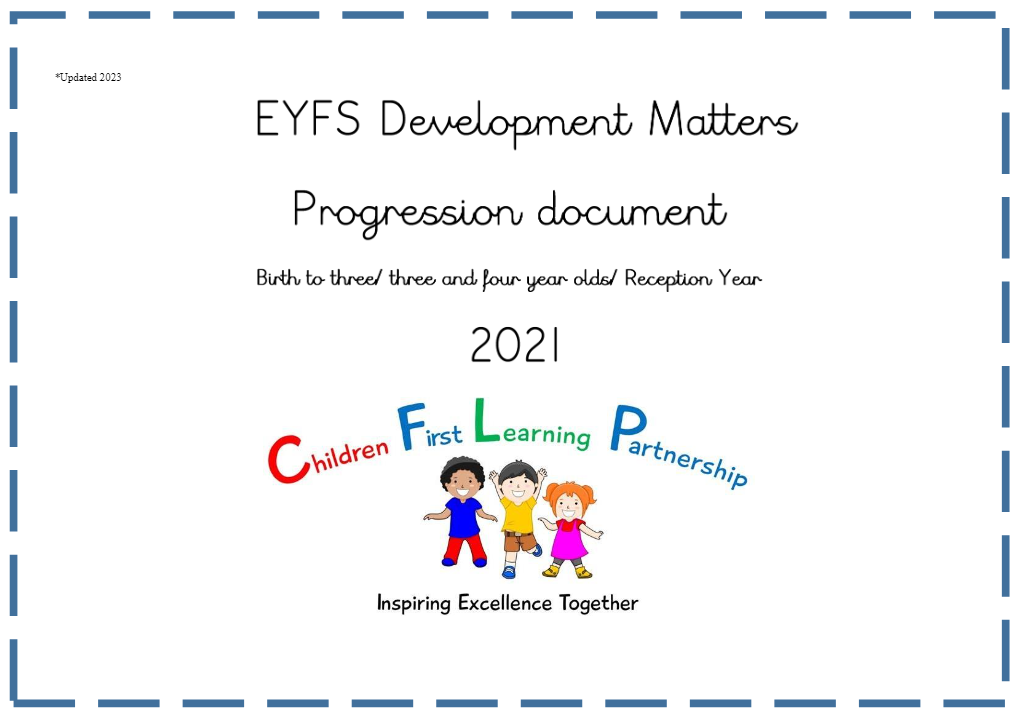 *Updated 2023
EYFS Development Matters
Progression document
Birth to three/ three and four year olds/ Reception Year
2021
Children First Learning Partnership
Inspiring Excellence Together